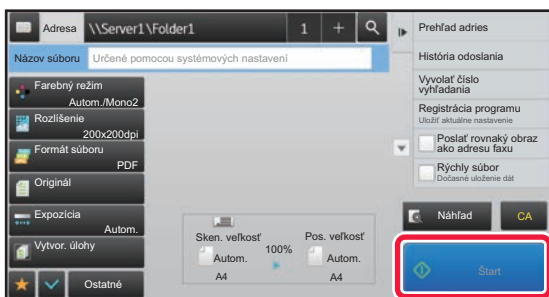 Adresa
\\Server1\Folder1
1
+
Názov súboru
Určené pomocou systémových nastavení
Farebný režim
Autom./Mono2
Rozlíšenie
200x200dpi
Formát súboru
PDF
Originál
Expozícia
Autom.
Vytvor. úlohy
Ostatné
Sken. veľkosť
Autom.
A4
100%
Pos. veľkosť
Autom.
A4
Prehľad adries
História odoslania
Vyvolať číslo
vyhľadania
Registrácia programu
Uložiť aktuálne nastavenie
Poslať rovnaký obraz
ako adresu faxu
Rýchly súbor
Dočasné uloženie dát
Náhľad
CA
Štart